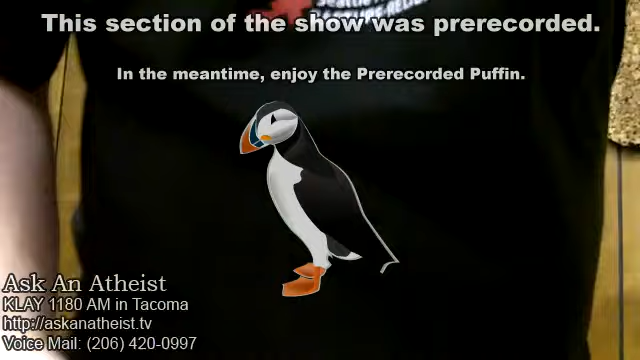 This section of the show was prerecorded.
In the meantime, enjoy the Prerecorded Puffin.
Ask An Atheist
KLAY 1180 AM in Tacoma
http://askanatheist.tv
Voice Mail: (206) 420-0997